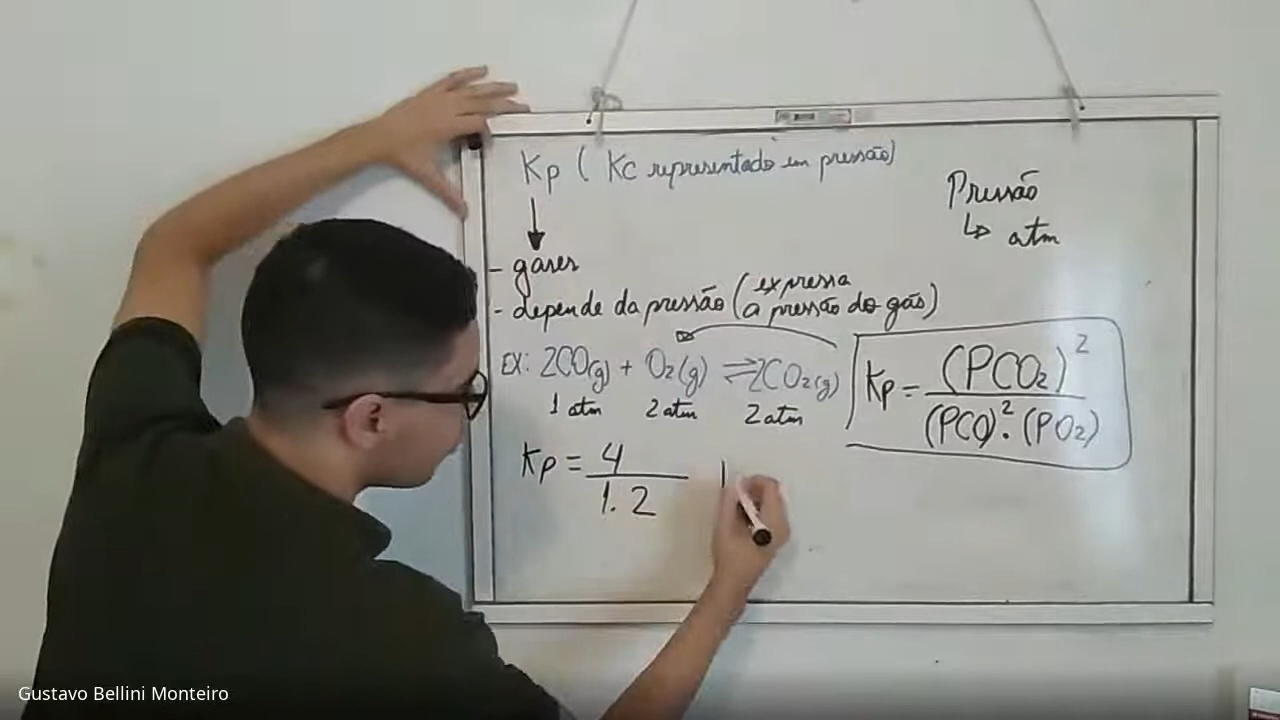 Kp ( Kc representado em pressão)
Pressão
↳ atm
- gases
- depende da pressão (expressa
a pressão do gás)
EX: 2CO(g) + O₂(g) ⇌ 2CO₂(g)
1 atm 2 atm 2 atm
Kp = (PCO₂)²
(PCO)² . (PO₂)
Kp = 4
1. 2
Gustavo Bellini Monteiro